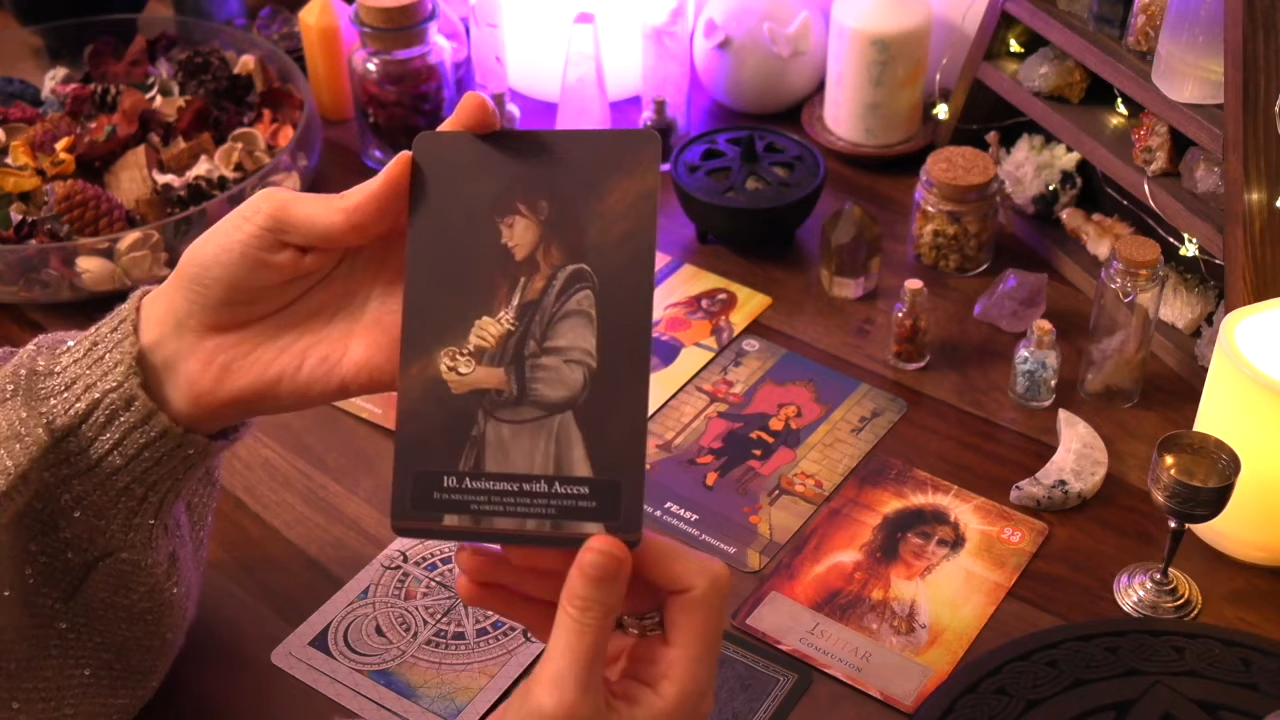 10. Assistance with Access
It is necessary to ask for and accept help
in order to receive it.
FEAST
& celebrate yourself
23
ISHTAR
COMMUNION